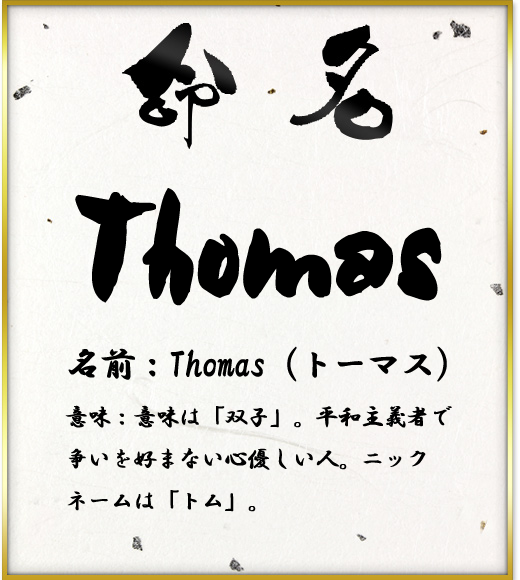 命名
Thomas
名前：Thomas（トーマス）
意味：意味は「双子」。平和主義者で
争いを好まない心優しい人。ニック
ネームは「トム」。